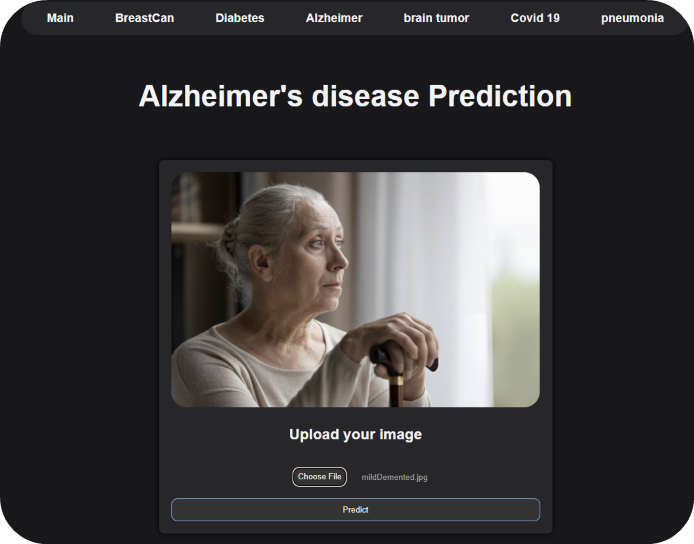 Main BreastCan Diabetes Alzheimer brain tumor Covid 19 pneumonia
Alzheimer's disease Prediction
Upload your image
Choose File mildDemented.jpg
Predict